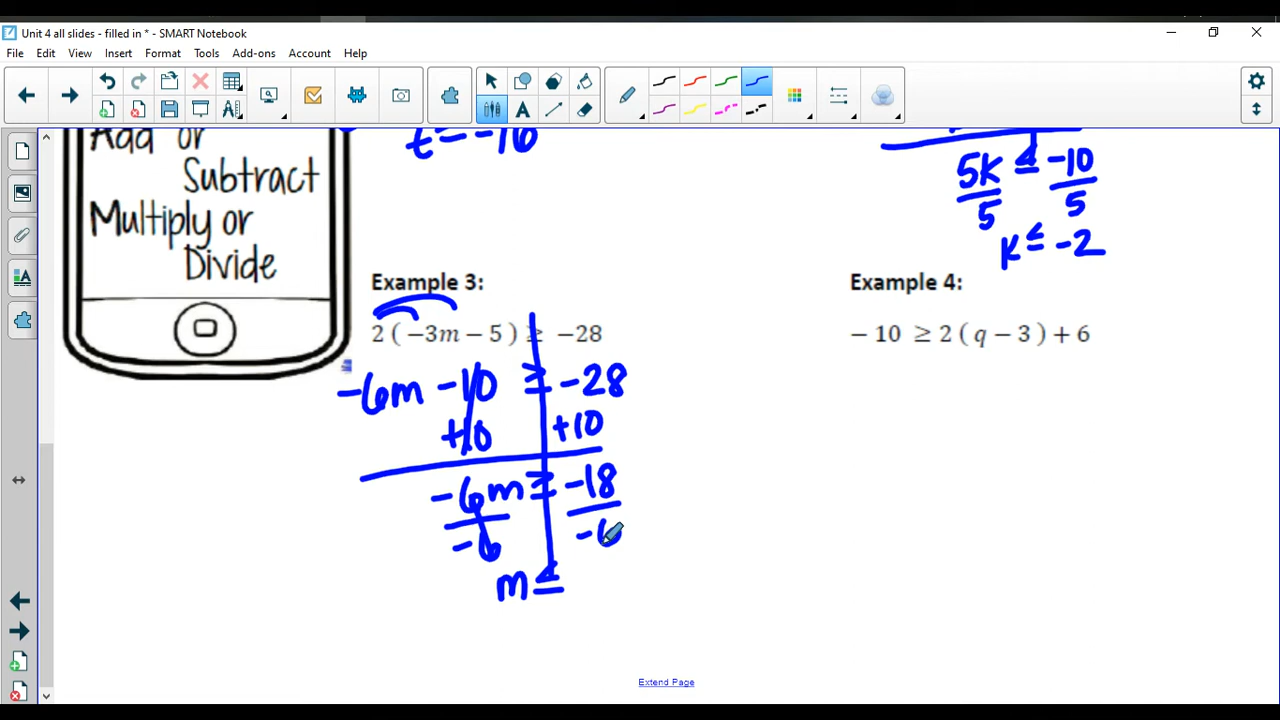 Unit 4 all slides - filled in * - SMART Notebook
File Edit View Insert Format Tools Add-ons Account Help
Add or
Subtract
Multiply or
Divide
t = -16
5k ≤ -10
5 5
k ≤ -2
Example 3:
2 ( −3m − 5 ) ≥ −28
-6m -10 ≥ -28
+10 +10
-6m ≥ -18
-6 -6
m ≤
Example 4:
− 10 ≥ 2 ( q − 3 ) + 6
Extend Page